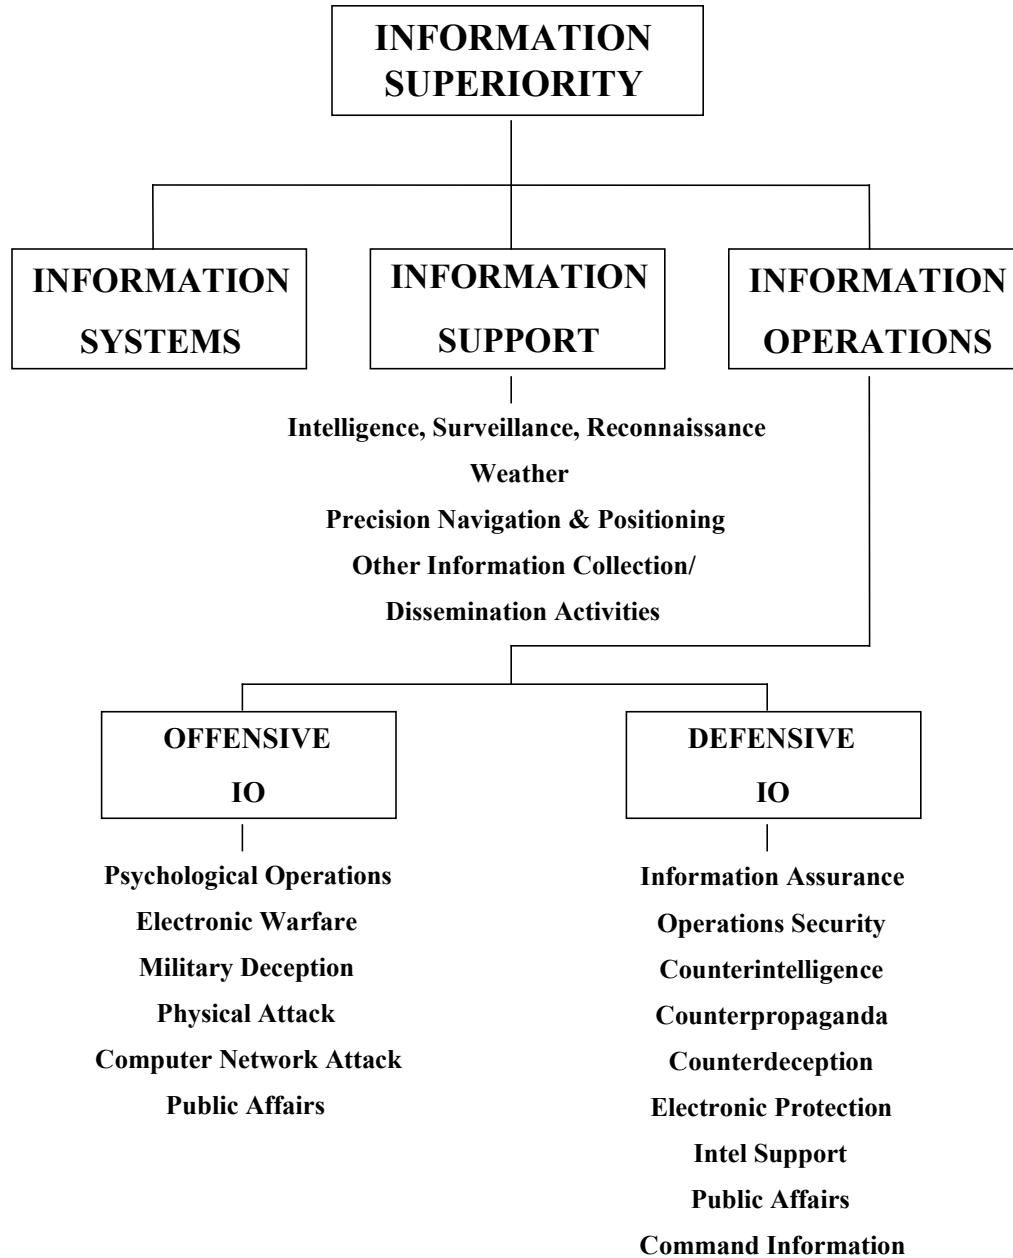 INFORMATION
SUPERIORITY
INFORMATION
SYSTEMS
INFORMATION
SUPPORT
INFORMATION
OPERATIONS
Intelligence, Surveillance, Reconnaissance
Weather
Precision Navigation & Positioning
Other Information Collection/
Dissemination Activities
OFFENSIVE
IO
Psychological Operations
Electronic Warfare
Military Deception
Physical Attack
Computer Network Attack
Public Affairs
DEFENSIVE
IO
Information Assurance
Operations Security
Counterintelligence
Counterpropaganda
Counterdeception
Electronic Protection
Intel Support
Public Affairs
Command Information